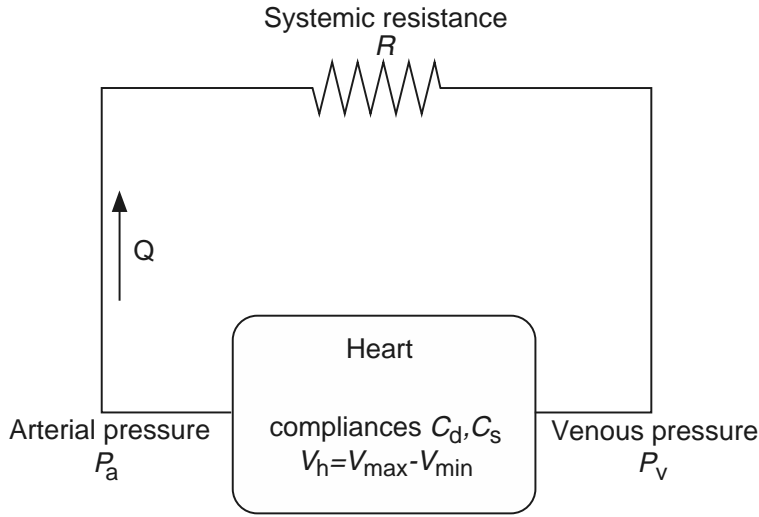 Systemic resistance
R
Q
Heart
Arterial pressure
Pa
compliances Cd,Cs
Vh=Vmax-Vmin
Venous pressure
Pv